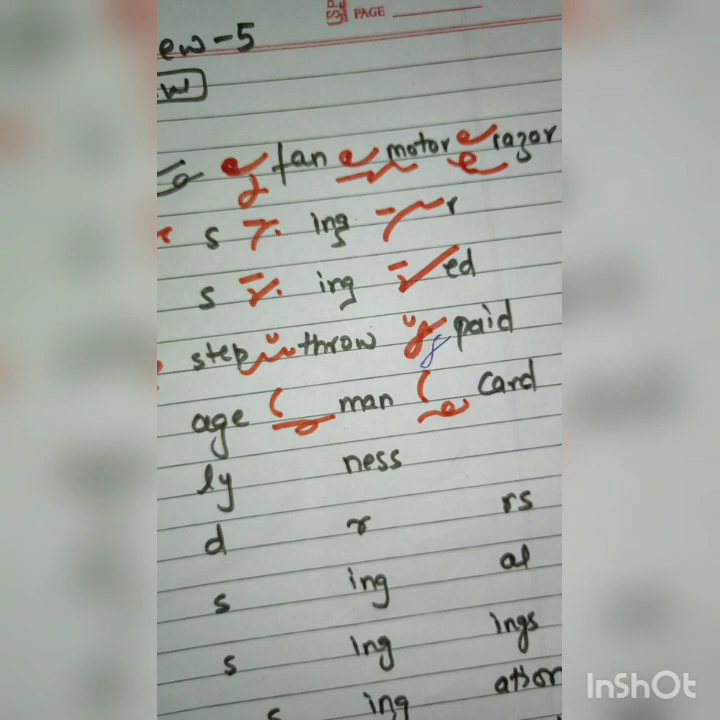 PAGE
ew-5
w
fan motor razor
s ing r
s ing ed
step throw paid
age man card
ly ness
d r rs
s ing al
s ing ings
s ing ation
InShOt